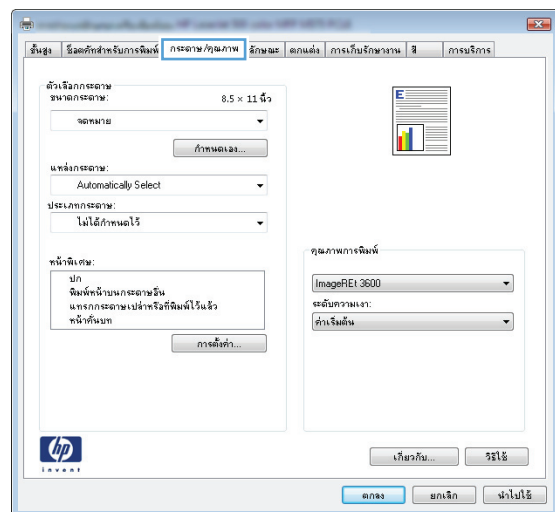 ขั้นสูง
ช็อตคัทสำหรับการพิมพ์
กระดาษ/คุณภาพ
ลักษณะ
ตกแต่ง
การเก็บรักษางาน
สี
การบริการ
ตัวเลือกกระดาษ
ขนาดกระดาษ:
8.5 × 11 นิ้ว
จดหมาย
กำหนดเอง...
แหล่งกระดาษ:
Automatically Select
ประเภทกระดาษ:
ไม่ได้กำหนดไว้
หน้าพิเศษ:
ปก
พิมพ์หน้าบนกระดาษอื่น
แทรกกระดาษเปล่าหรือที่พิมพ์ไว้แล้ว
หน้าคั่นบท
การตั้งค่า...
E
คุณภาพการพิมพ์
ImageREt 3600
ระดับความเงา:
ค่าเริ่มต้น
hp
invent
เกี่ยวกับ...
วิธีใช้
ตกลง
ยกเลิก
นำไปใช้